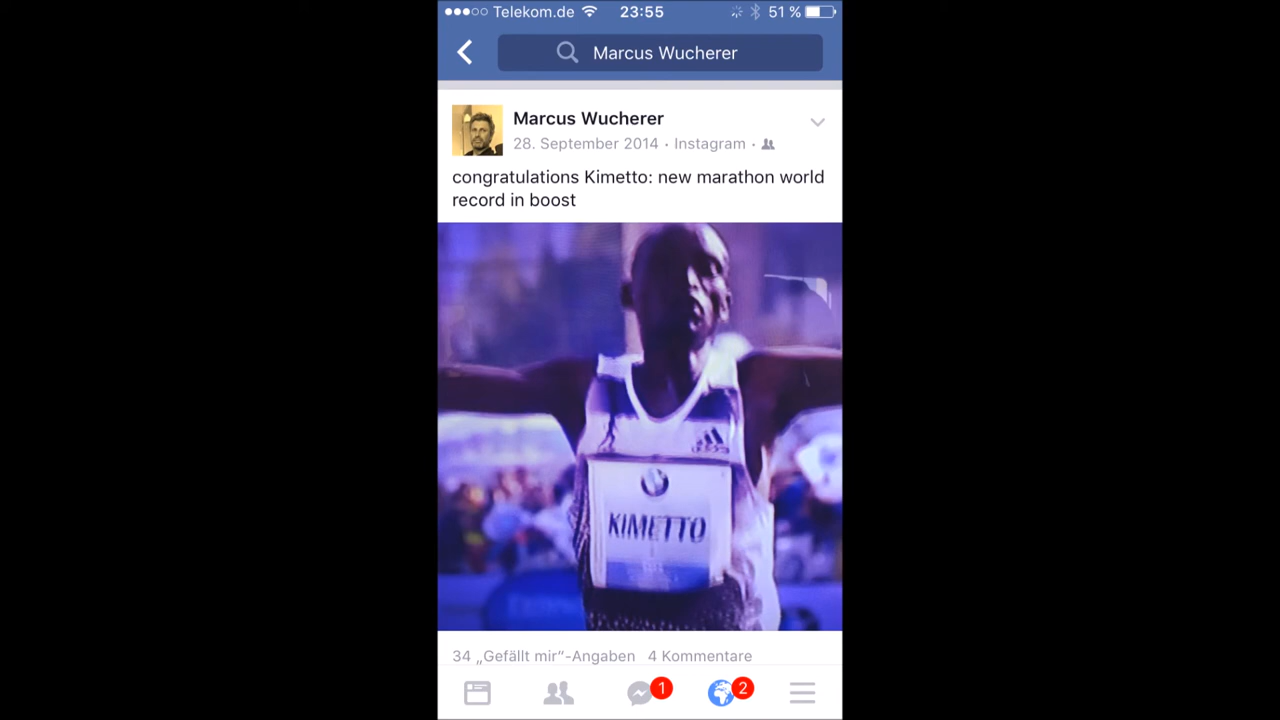 Telekom.de 23:55 51 %
Marcus Wucherer
Marcus Wucherer
28. September 2014 · Instagram ·
congratulations Kimetto: new marathon world
record in boost
adidas
KIMETTO
34 „Gefällt mir“-Angaben 4 Kommentare
1 2